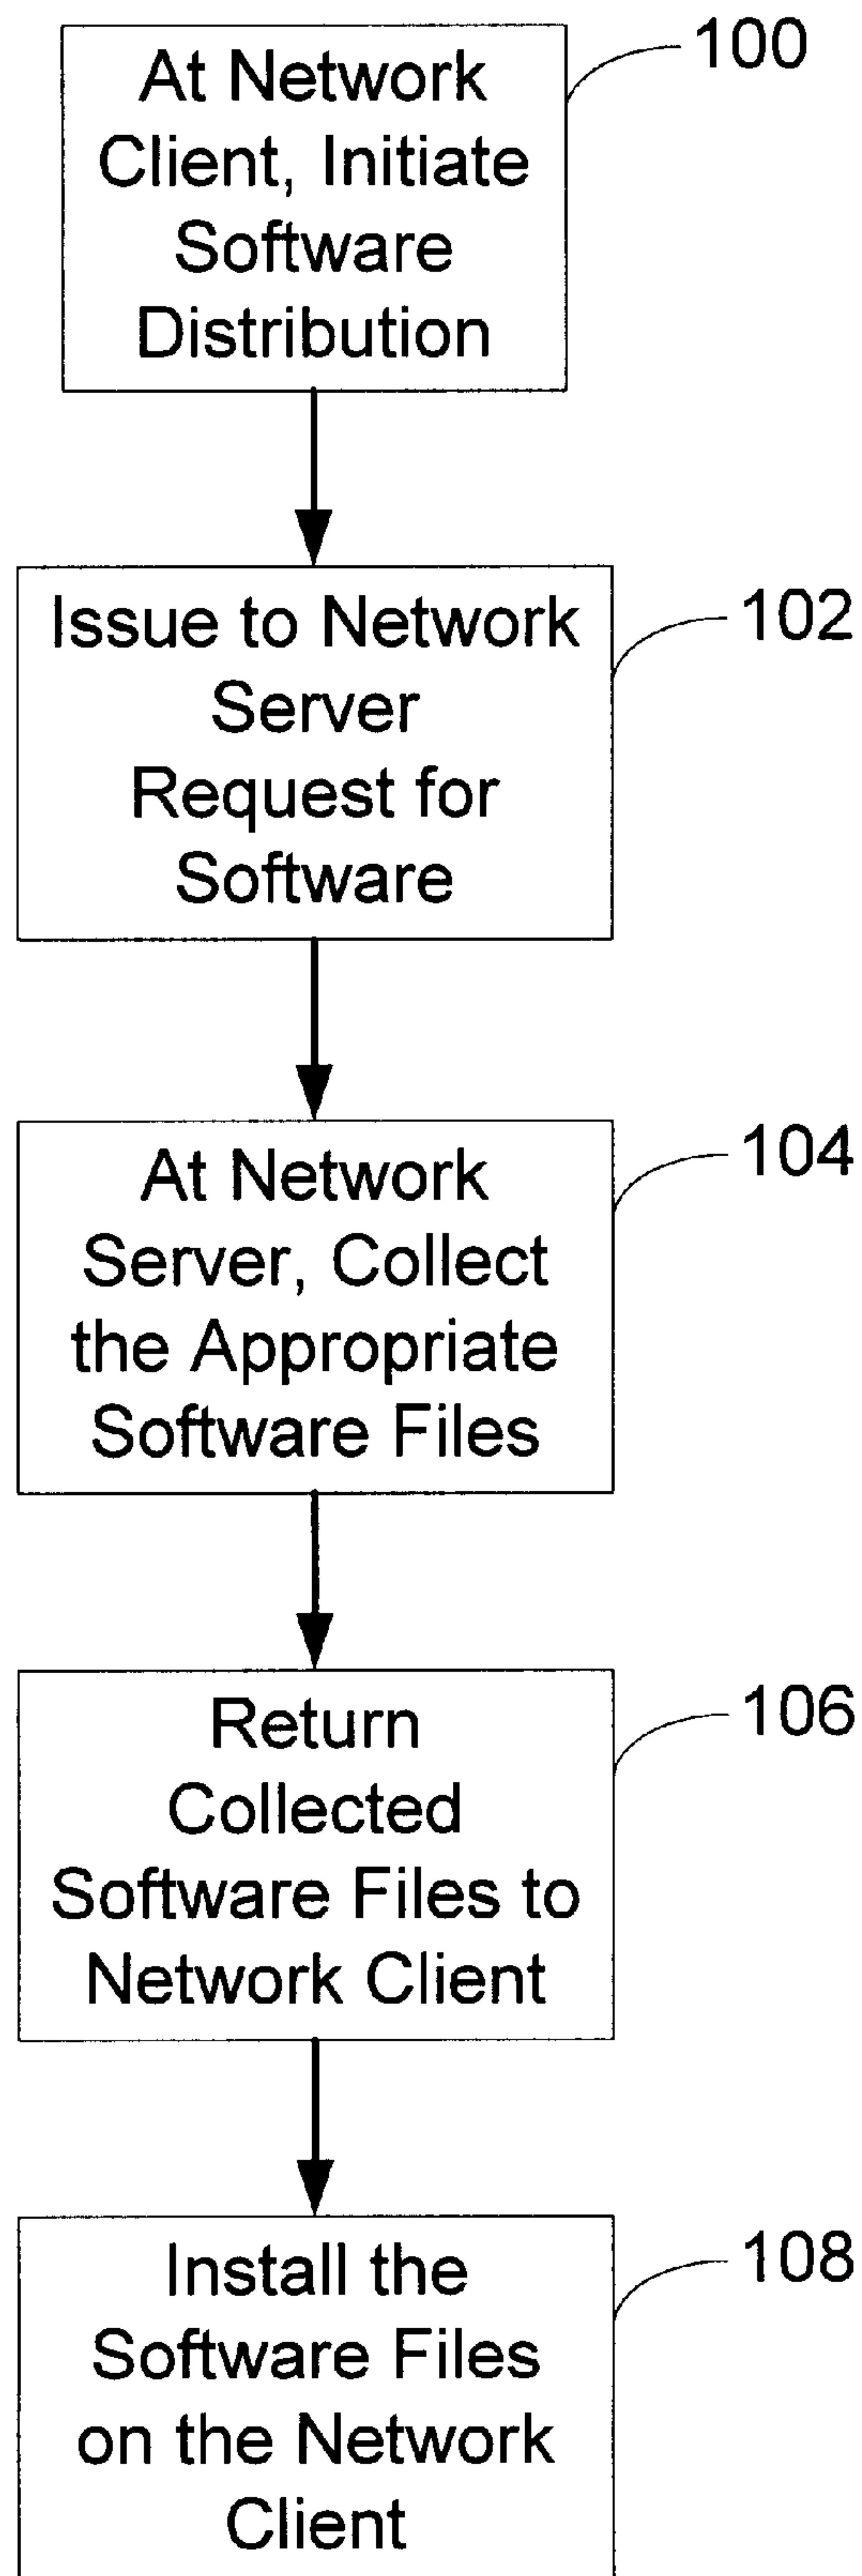 At Network
Client, Initiate
Software
Distribution
100
Issue to Network
Server
Request for
Software
102
At Network
Server, Collect
the Appropriate
Software Files
104
Return
Collected
Software Files to
Network Client
106
Install the
Software Files
on the Network
Client
108